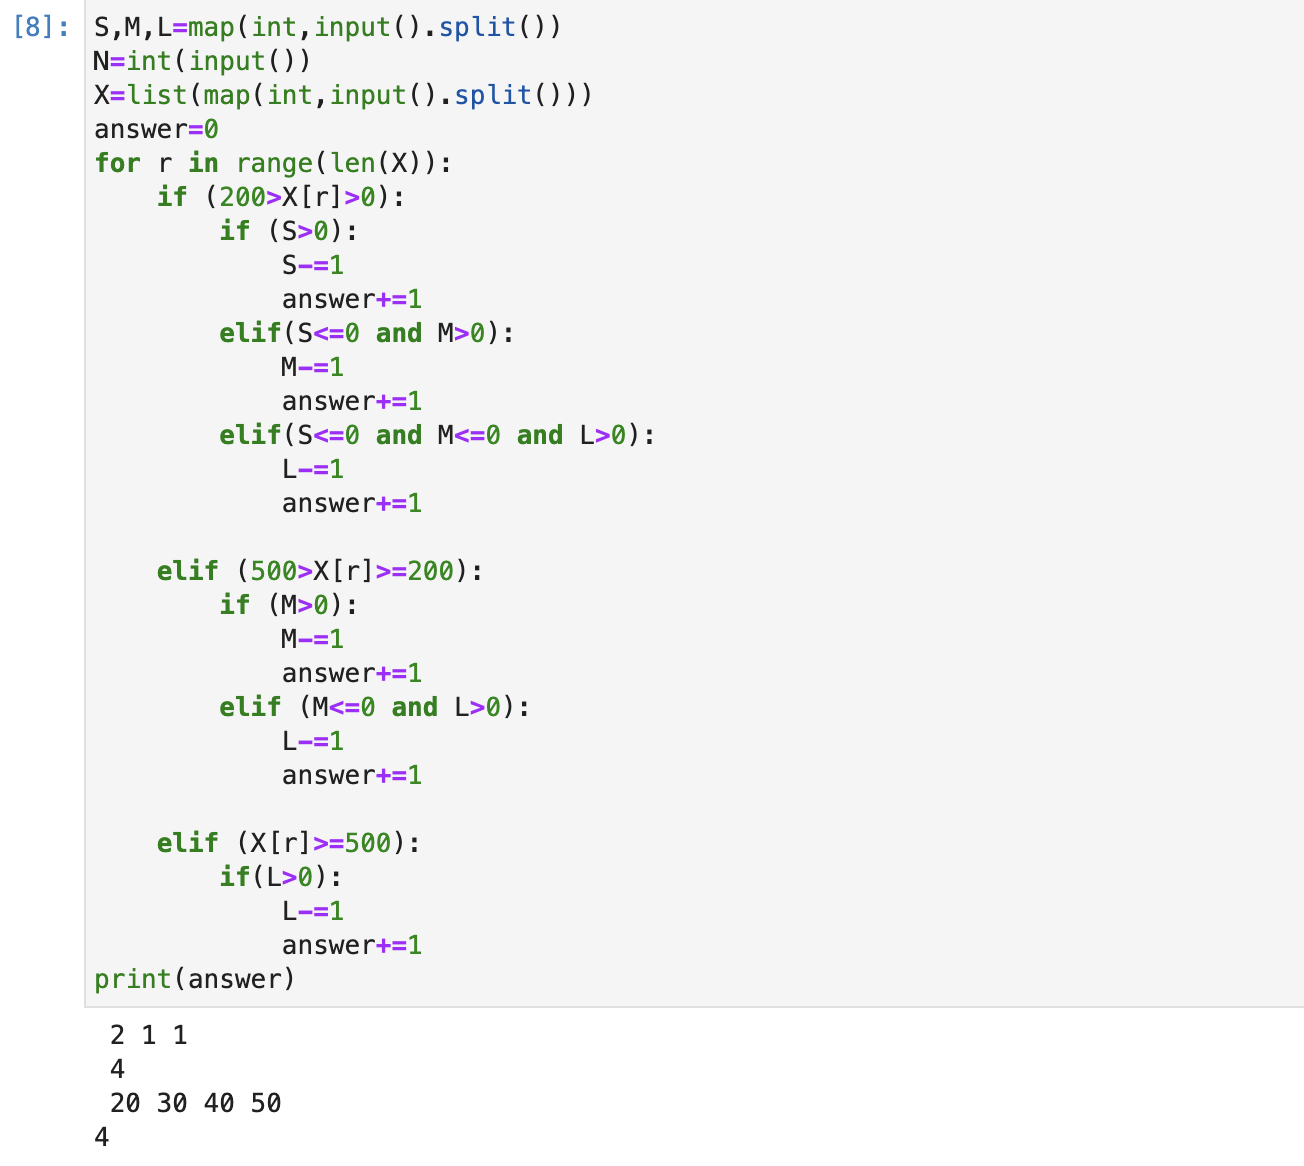 [8]: S,M,L=map(int,input().split())
N=int(input())
X=list(map(int,input().split()))
answer=0
for r in range(len(X)):
    if (200>X[r]>0):
        if (S>0):
            S-=1
            answer+=1
        elif(S<=0 and M>0):
            M-=1
            answer+=1
        elif(S<=0 and M<=0 and L>0):
            L-=1
            answer+=1

    elif (500>X[r]>=200):
        if (M>0):
            M-=1
            answer+=1
        elif (M<=0 and L>0):
            L-=1
            answer+=1

    elif (X[r]>=500):
        if(L>0):
            L-=1
            answer+=1
print(answer)
 2 1 1
 4
 20 30 40 50
4